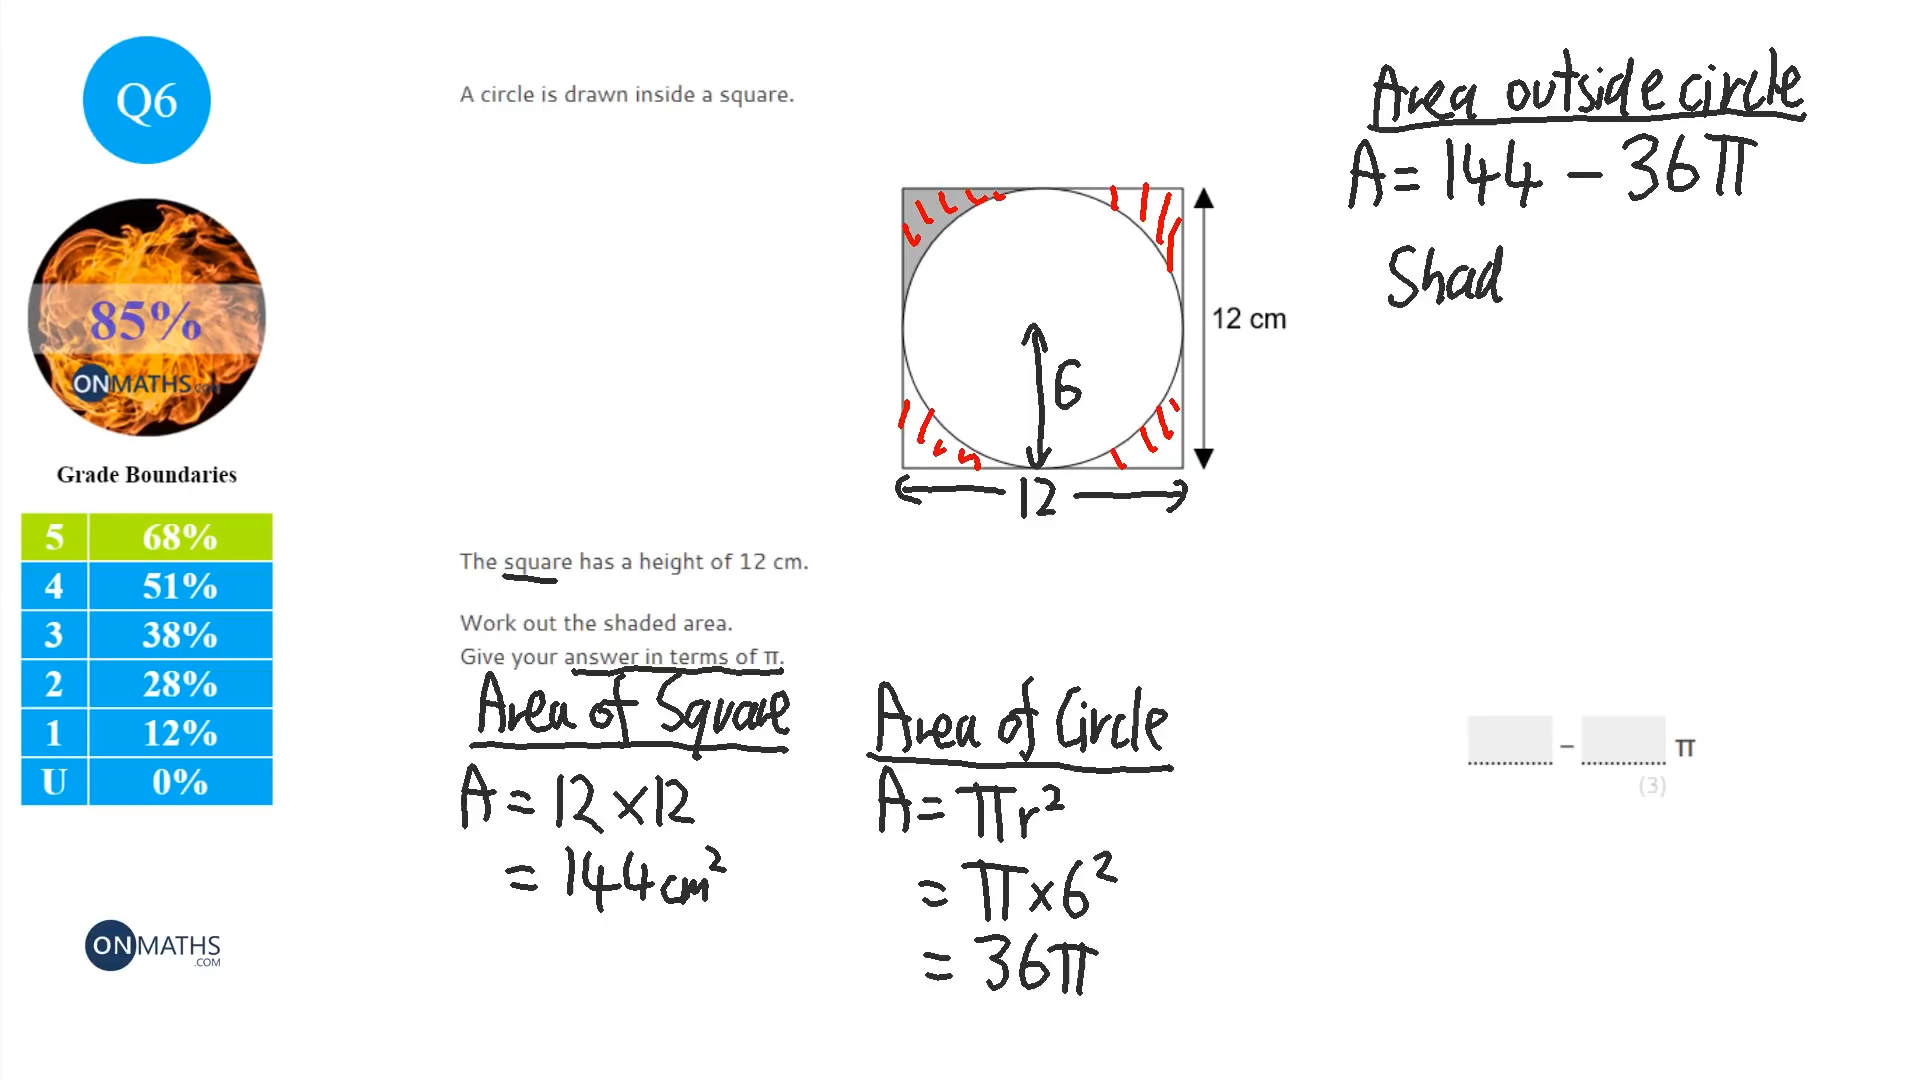 Q6
85%
ONMATHS.com
Grade Boundaries
5 68%
4 51%
3 38%
2 28%
1 12%
U 0%
ONMATHS
.COM
A circle is drawn inside a square.
12 cm
6
12
The square has a height of 12 cm.
Work out the shaded area.
Give your answer in terms of π.
Area of Square
A = 12 × 12
= 144 cm²
Area of Circle
A = πr²
= π × 6²
= 36π
Area outside circle
A = 144 − 36π
Shad
− π
(3)